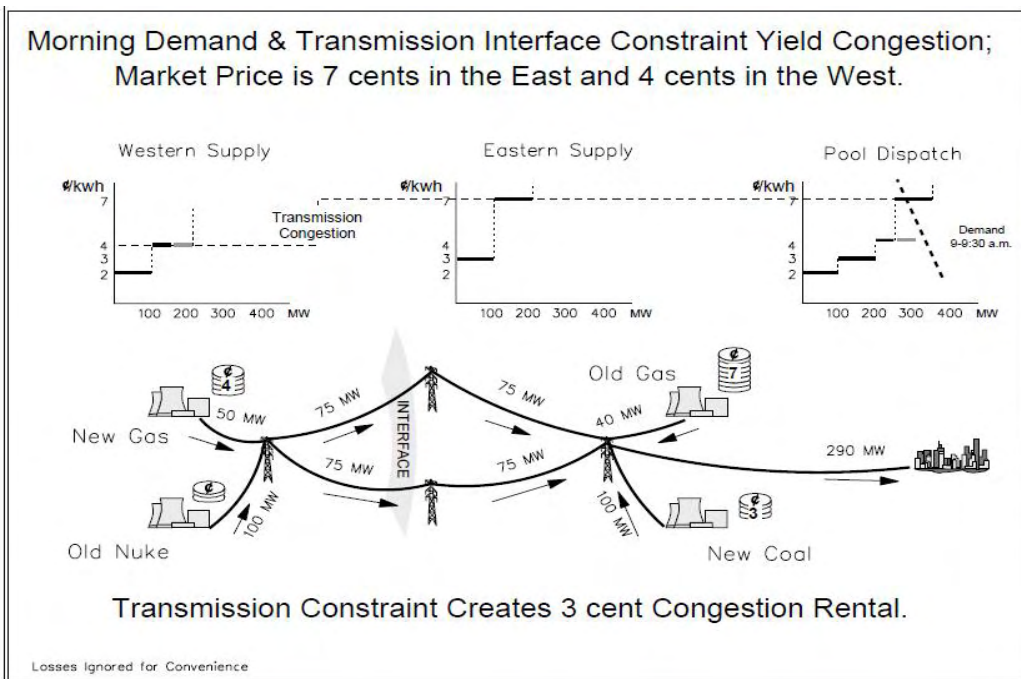 Morning Demand & Transmission Interface Constraint Yield Congestion;
Market Price is 7 cents in the East and 4 cents in the West.
Western Supply
Eastern Supply
Pool Dispatch
¢/kwh
¢/kwh
¢/kwh
7
4
3
2
Transmission
Congestion
7
4
3
2
7
4
3
2
Demand
9-9:30 a.m.
100 200 300 400 MW
100 200 300 400 MW
100 200 300 400 MW
¢
4
New Gas
50 MW
75 MW
INTERFACE
75 MW
Old Gas
¢
7
40 MW
290 MW
75 MW
75 MW
¢
Old Nuke
100 MW
100 MW
¢
3
New Coal
Transmission Constraint Creates 3 cent Congestion Rental.
Losses Ignored for Convenience